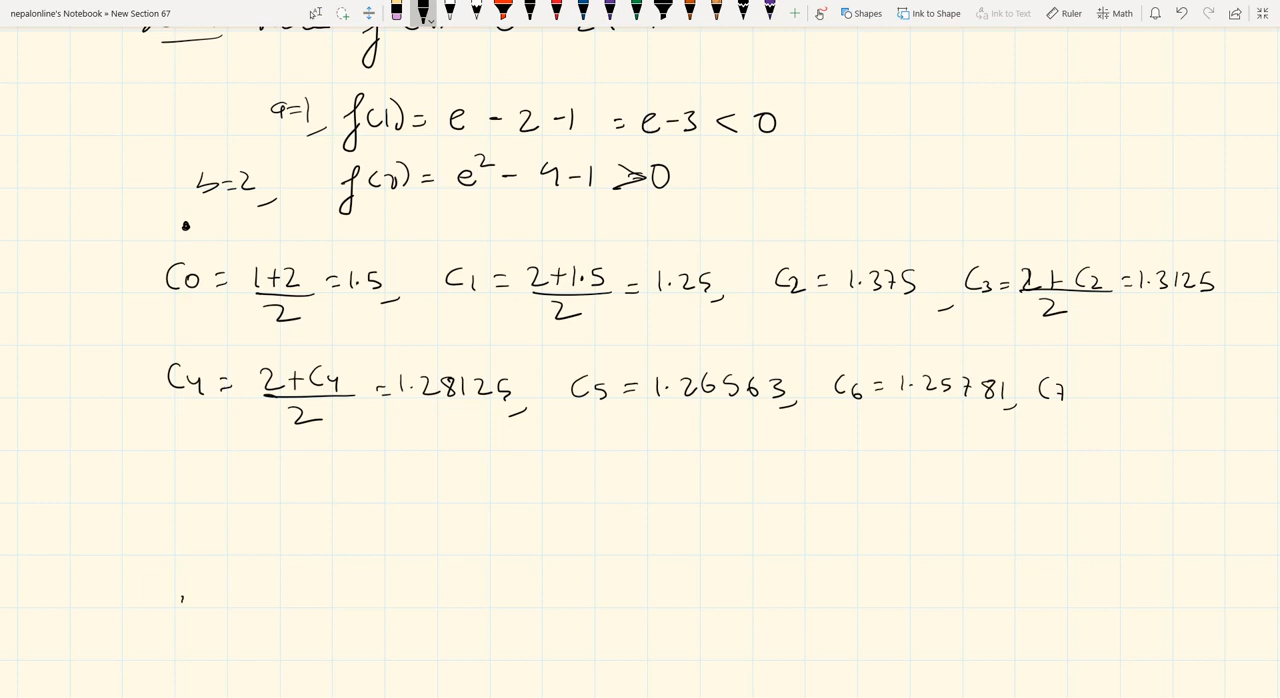 nepalonline's Notebook » New Section 67
Shapes Ink to Shape Ink to Text Ruler Math
a=1, f(1) = e - 2 - 1 = e-3 < 0
b=2, f(2) = e² - 4 - 1 > 0
C0 = 1+2/2 = 1.5, C1 = 2+1.5/2 = 1.25, C2 = 1.375, C3 = 2+C2/2 = 1.3125
C4 = 2+C4/2 = 1.28125, C5 = 1.26563, C6 = 1.25781, C7